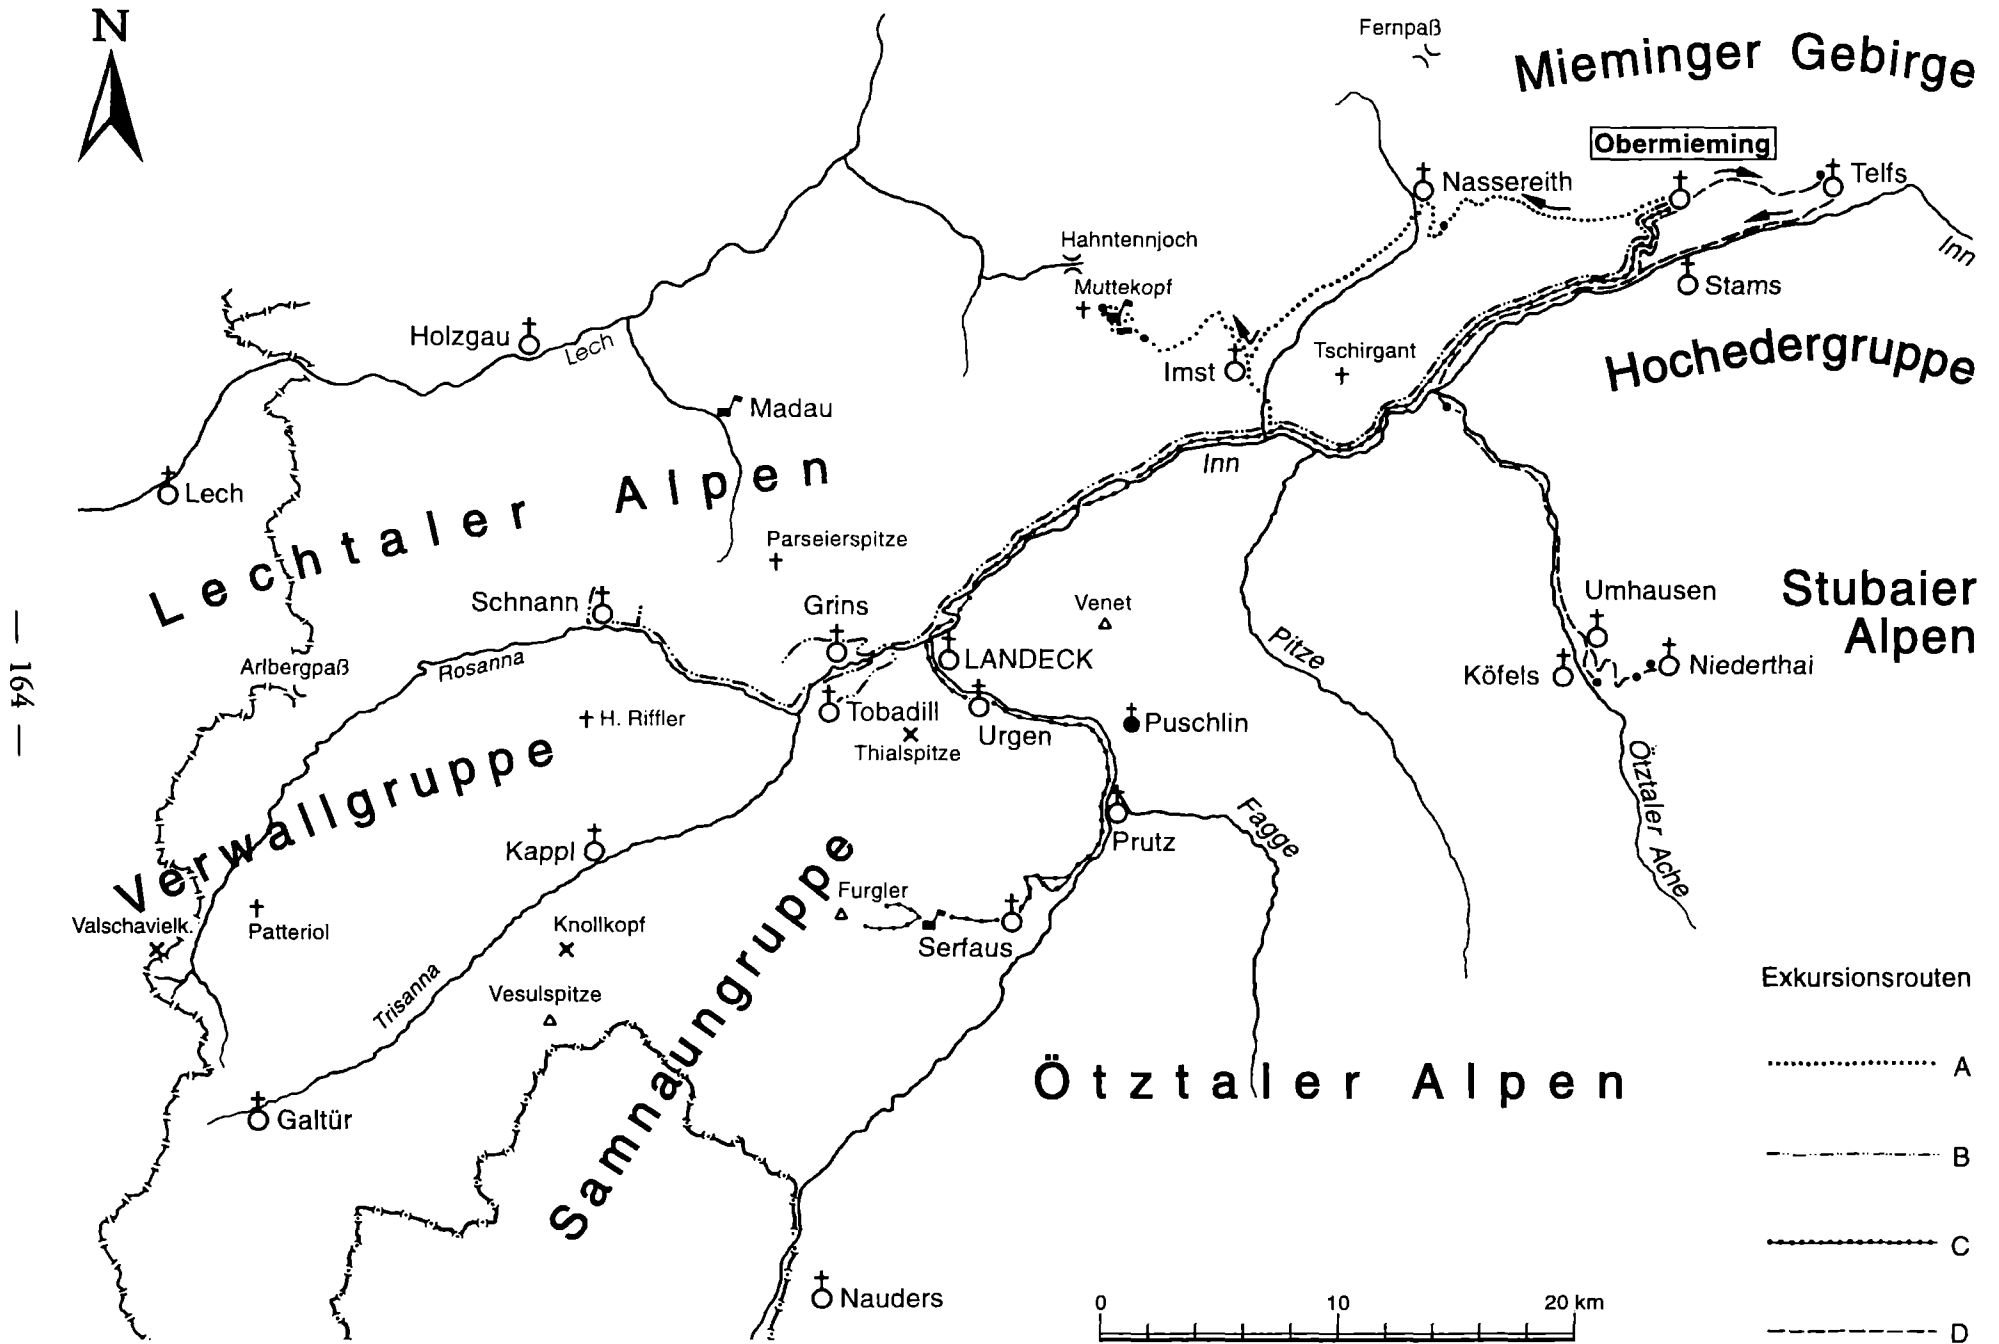 N
Fernpaß
Mieminger Gebirge
Obermieming
Telfs
Nassereith
Inn
Hahntennjoch
Muttekopf
Stams
Holzgau
Lech
Tschirgant
Imst
Hochedergruppe
Madau
Inn
Lech
Lechtaler Alpen
Parseierspitze
Schnann
Grins
Venet
Umhausen
Stubaier
Alpen
Arlbergpaß
Rosanna
LANDECK
Pitze
Köfels
Niederthai
— 164 —
H. Riffler
Tobadill
Urgen
Puschlin
Thialspitze
Verwallgruppe
Ötztaler Ache
Kappl
Prutz
Fagge
Furgler
Valschavielk.
Patteriol
Knollkopf
Serfaus
Trisanna
Vesulspitze
Samnaungruppe
Ötztaler Alpen
Galtür
Nauders
Exkursionsrouten
A
B
C
D
0 10 20 km